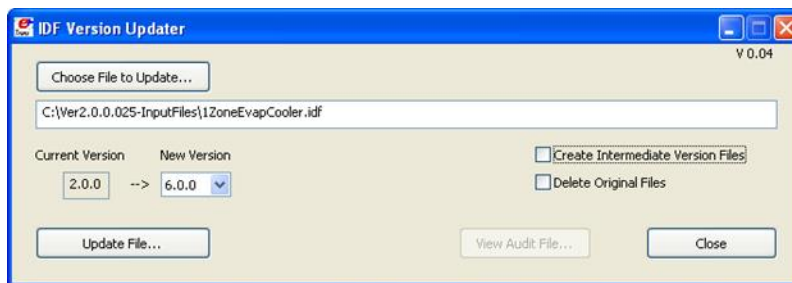 IDF Version Updater
V 0.04
Choose File to Update...
C:\Ver2.0.0.025-InputFiles\1ZoneEvapCooler.idf
Current Version New Version
Create Intermediate Version Files
2.0.0 --> 6.0.0
Delete Original Files
Update File... View Audit File... Close